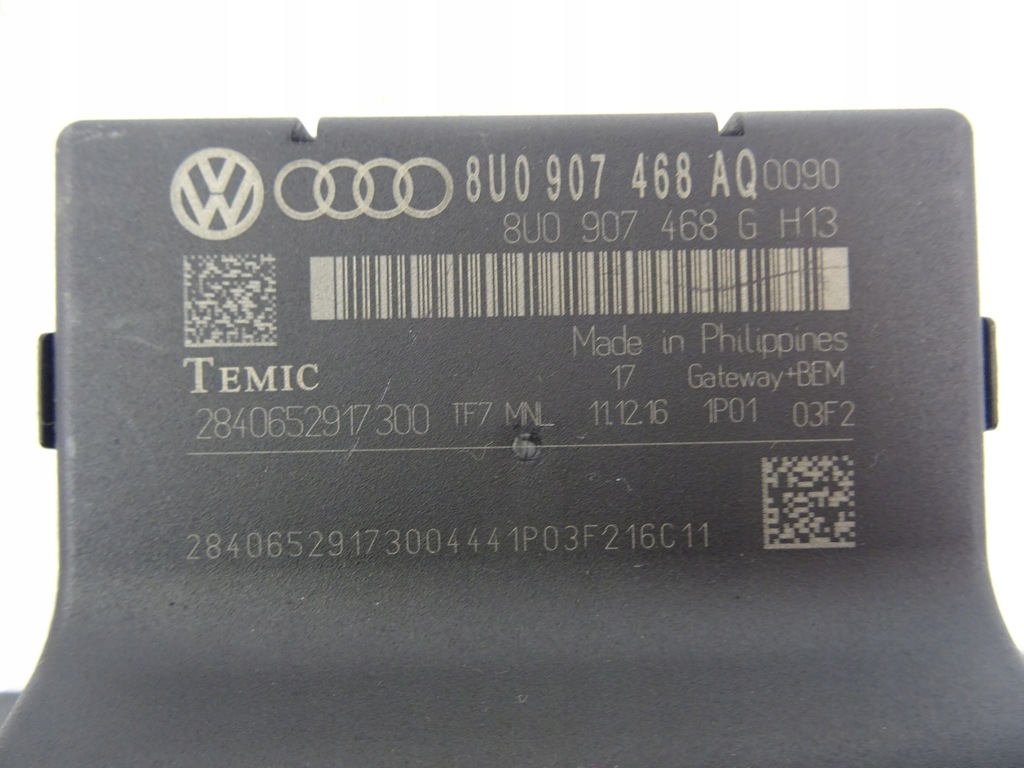 8U0 907 468 AQ 0090
8U0 907 468 G H13
Made in Philippines
TEMIC 17 Gateway+BEM
2840652917300 TF7 MNL 11.12.16 1P01 03F2
28406529173004441P03F216C11